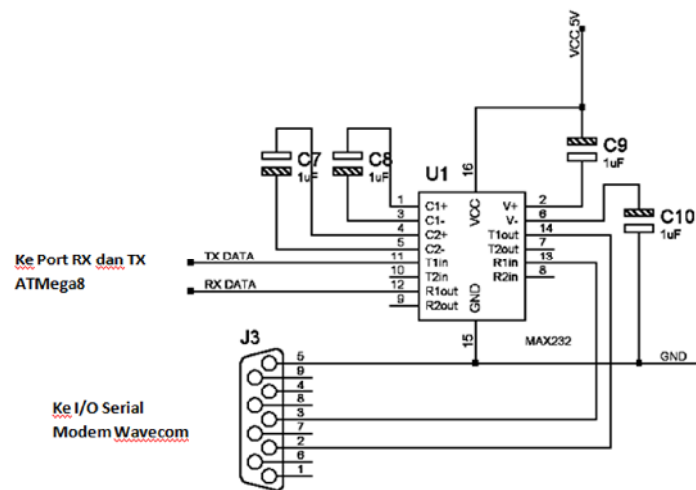 VCC 5V
C7
1uF
C8
1uF
C9
1uF
C10
1uF
U1
16
1 C1+ VCC V+ 2
3 C1- V- 6
4 C2+ T1out 14
5 C2- T2out 7
11 T1in R1in 13
10 T2in R2in 8
12 R1out GND
9 R2out
15
MAX232
Ke Port RX dan TX
ATMega8
TX DATA
RX DATA
J3
5
9
4
8
3
7
2
6
1
GND
Ke I/O Serial
Modem Wavecom